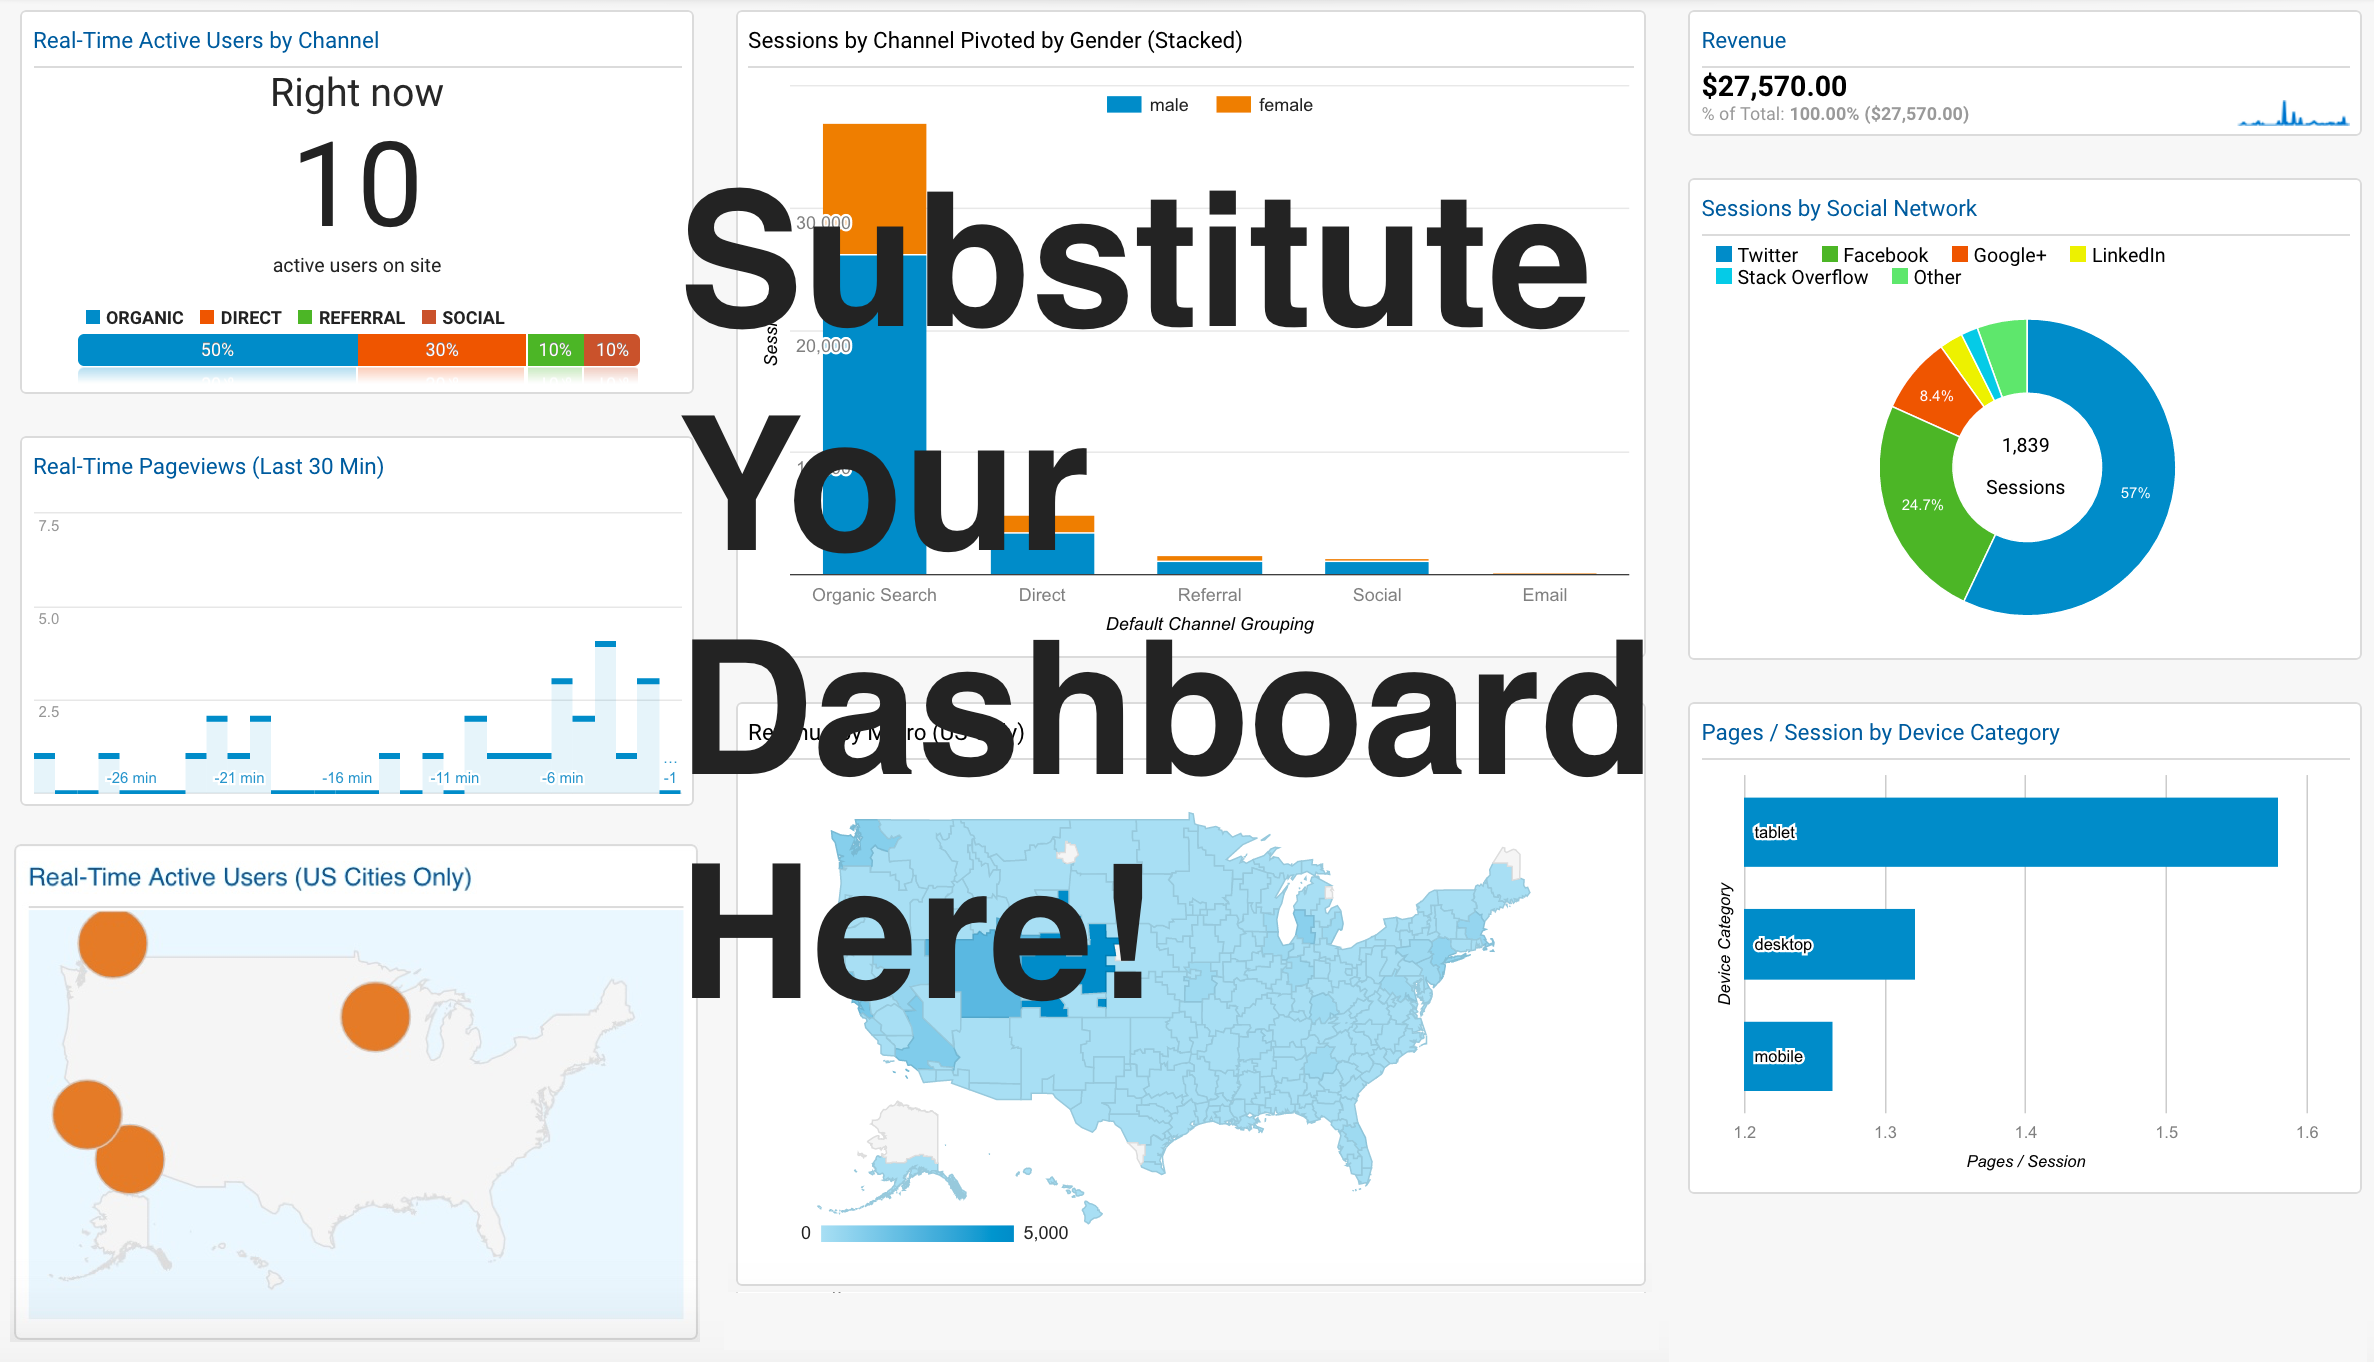 Real-Time Active Users by Channel
Right now
10
active users on site
ORGANIC DIRECT REFERRAL SOCIAL
50% 30% 10% 10%
Real-Time Pageviews (Last 30 Min)
7.5
5.0
2.5
...
-26 min -21 min -16 min -11 min -6 min -1
Real-Time Active Users (US Cities Only)
Sessions by Channel Pivoted by Gender (Stacked)
male female
30,000
20,000
Organic Search Direct Referral Social Email
Default Channel Grouping
Substitute
Your
Dashboard
Here!
0 5,000
Revenue
$27,570.00
% of Total: 100.00% ($27,570.00)
Sessions by Social Network
Twitter Facebook Google+ LinkedIn
Stack Overflow Other
8.4%
24.7%
57%
1,839
Sessions
Pages / Session by Device Category
Device Category
tablet
desktop
mobile
1.2 1.3 1.4 1.5 1.6
Pages / Session